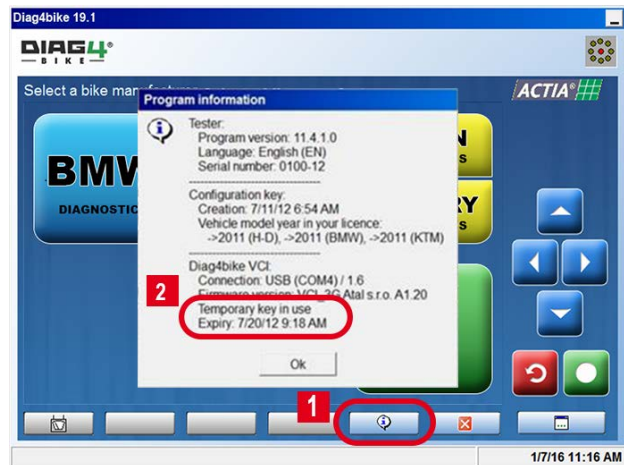 Diag4bike 19.1
DIAG4®
BIKE
Select a bike
ACTIA®
Program information
Tester:
Program version: 11.4.1.0
Language: English (EN)
Serial number: 0100-12
Configuration key:
Creation: 7/11/12 6:54 AM
Vehicle model year in your licence:
->2011 (H-D), ->2011 (BMW), ->2011 (KTM)
Diag4bike VCI:
Connection: USB (COM4) / 1.6
Firmware version: VCI_3G Atal s.r.o. A1.20
Temporary key in use
Expiry: 7/20/12 9:18 AM
Ok
BMW
DIAGNOSTIC
N
S
RY
S
2
1
1/7/16 11:16 AM